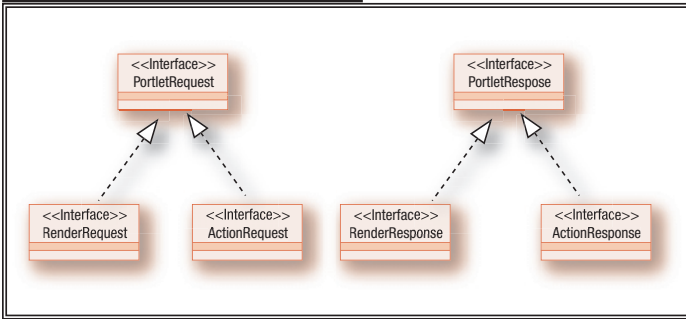 <<Interface>>
PortletRequest
<<Interface>>
PortletRespose
<<Interface>>
RenderRequest
<<Interface>>
ActionRequest
<<Interface>>
RenderResponse
<<Interface>>
ActionResponse